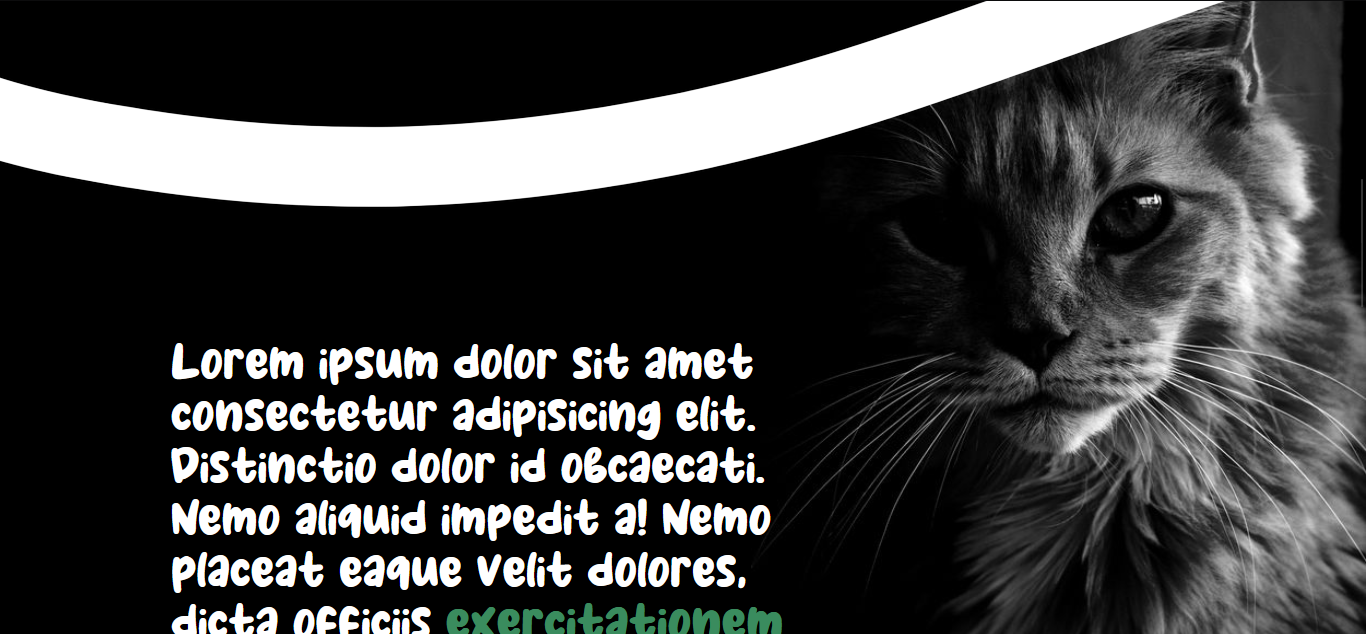 Lorem ipsum dolor sit amet
consectetur adipisicing elit.
Distinctio dolor id obcaecati.
Nemo aliquid impedit a! Nemo
placeat eaque velit dolores,
dicta officiis exercitationem